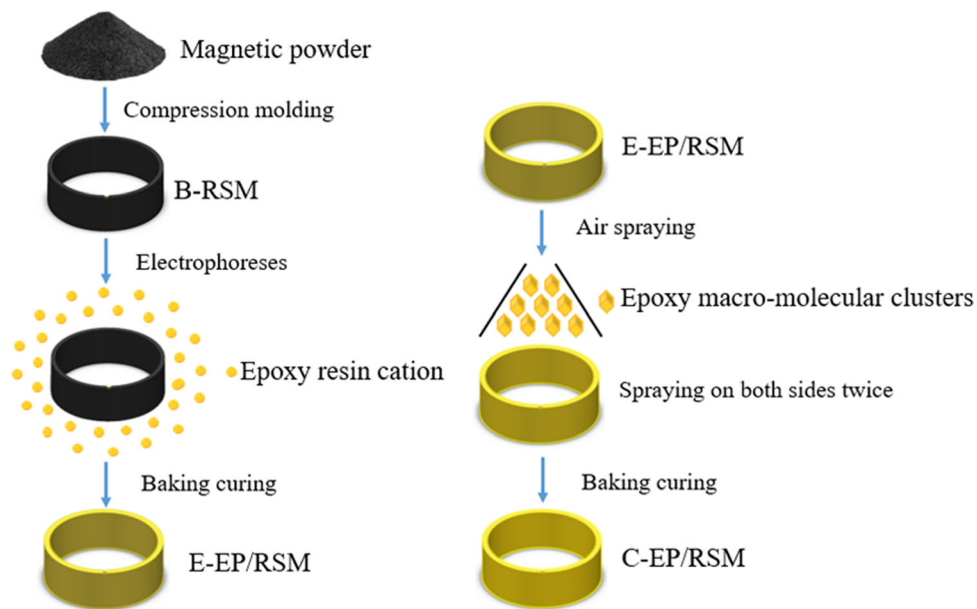 Magnetic powder
Compression molding
B-RSM
Electrophoreses
Epoxy resin cation
Baking curing
E-EP/RSM
E-EP/RSM
Air spraying
Epoxy macro-molecular clusters
Spraying on both sides twice
Baking curing
C-EP/RSM